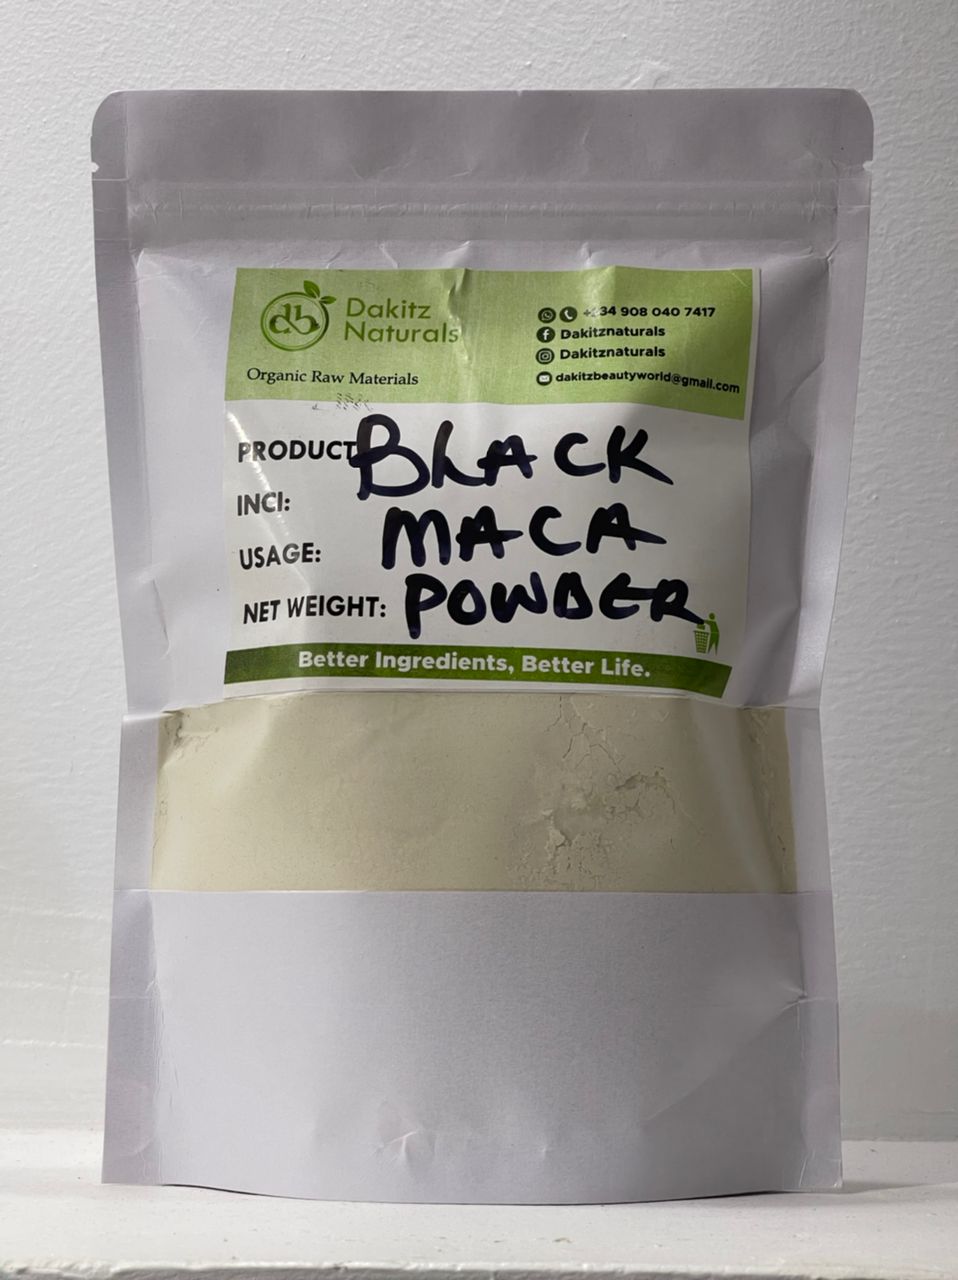 Dakitz
Naturals
Organic Raw Materials
+234 908 040 7417
Dakitznaturals
Dakitznaturals
dakitzbeautyworld@gmail.com
PRODUCT BLACK
INCI:
MACA
USAGE:
POWDER
NET WEIGHT:
Better Ingredients, Better Life.